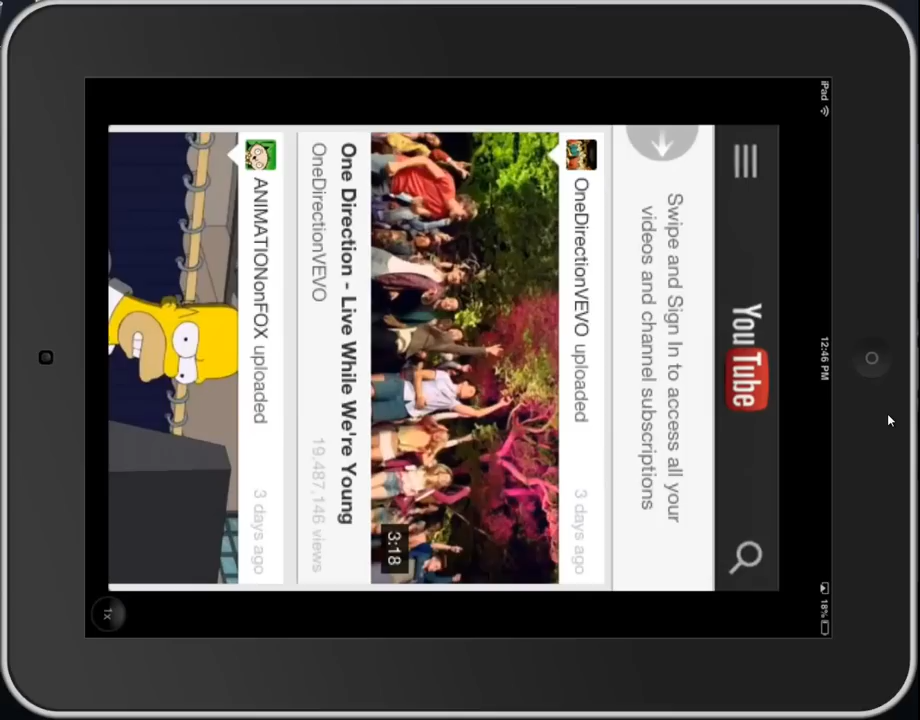 iPad
12:46 PM
18%
YouTube
Swipe and Sign In to access all your
videos and channel subscriptions
OneDirectionVEVO uploaded
3 days ago
3:18
One Direction - Live While We're Young
OneDirectionVEVO
19,487,146 views
ANIMATIONonFOX uploaded
3 days ago
1x